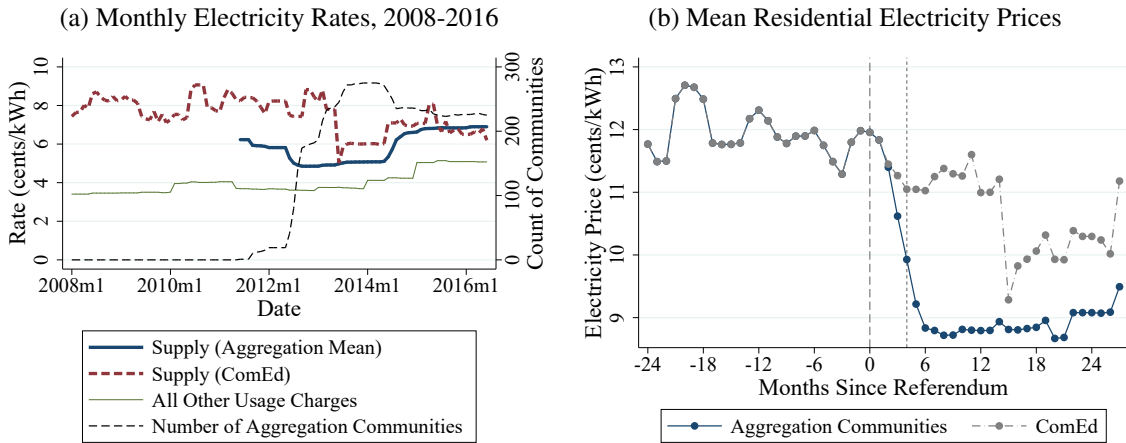 (a) Monthly Electricity Rates, 2008-2016
Rate (cents/kWh)
10
8
6
4
2
0
Count of Communities
300
200
100
0
2008m1 2010m1 2012m1 2014m1 2016m1
Date
Supply (Aggregation Mean)
Supply (ComEd)
All Other Usage Charges
Number of Aggregation Communities
(b) Mean Residential Electricity Prices
Electricity Price (cents/kWh)
13
12
11
10
9
-24 -18 -12 -6 0 6 12 18 24
Months Since Referendum
Aggregation Communities ComEd